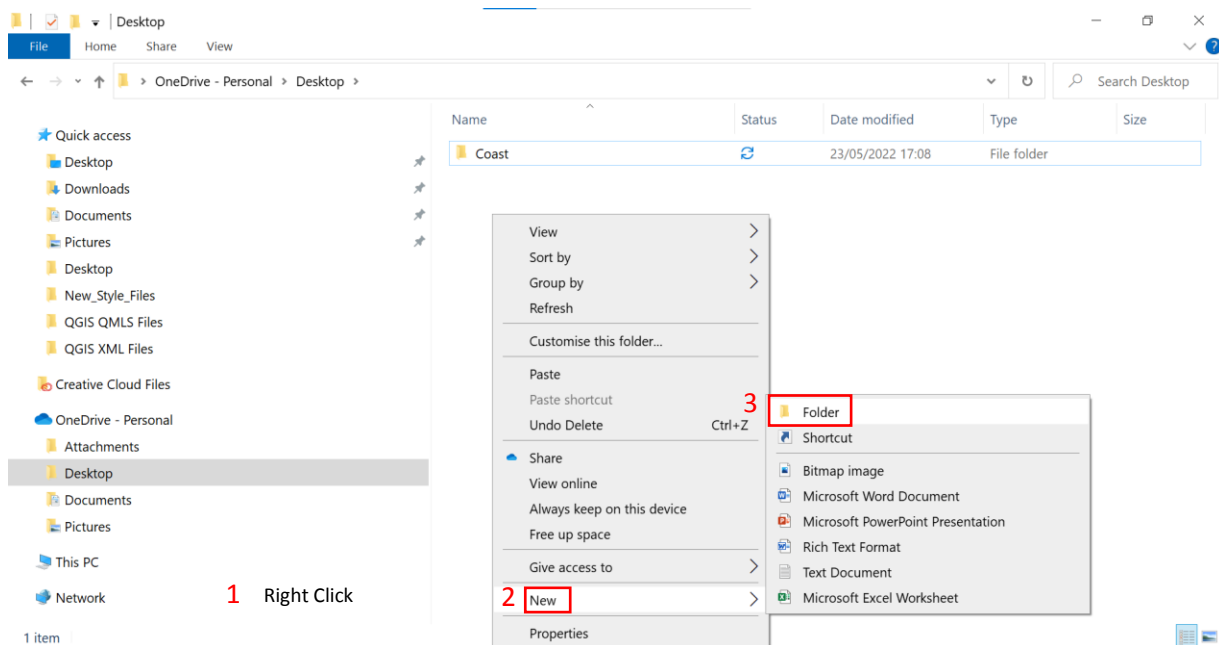 Desktop
File Home Share View
OneDrive - Personal > Desktop >
Search Desktop
Name Status Date modified Type Size
Quick access
Desktop
Downloads
Documents
Pictures
Desktop
New_Style_Files
QGIS QMLS Files
QGIS XML Files
Creative Cloud Files
OneDrive - Personal
Attachments
Desktop
Documents
Pictures
This PC
Network
1 Right Click
1 item
Coast 23/05/2022 17:08 File folder
View
Sort by
Group by
Refresh
Customise this folder...
Paste
Paste shortcut
Undo Delete Ctrl+Z
Share
View online
Always keep on this device
Free up space
Give access to
2 New
Properties
3 Folder
Shortcut
Bitmap image
Microsoft Word Document
Microsoft PowerPoint Presentation
Rich Text Format
Text Document
Microsoft Excel Worksheet